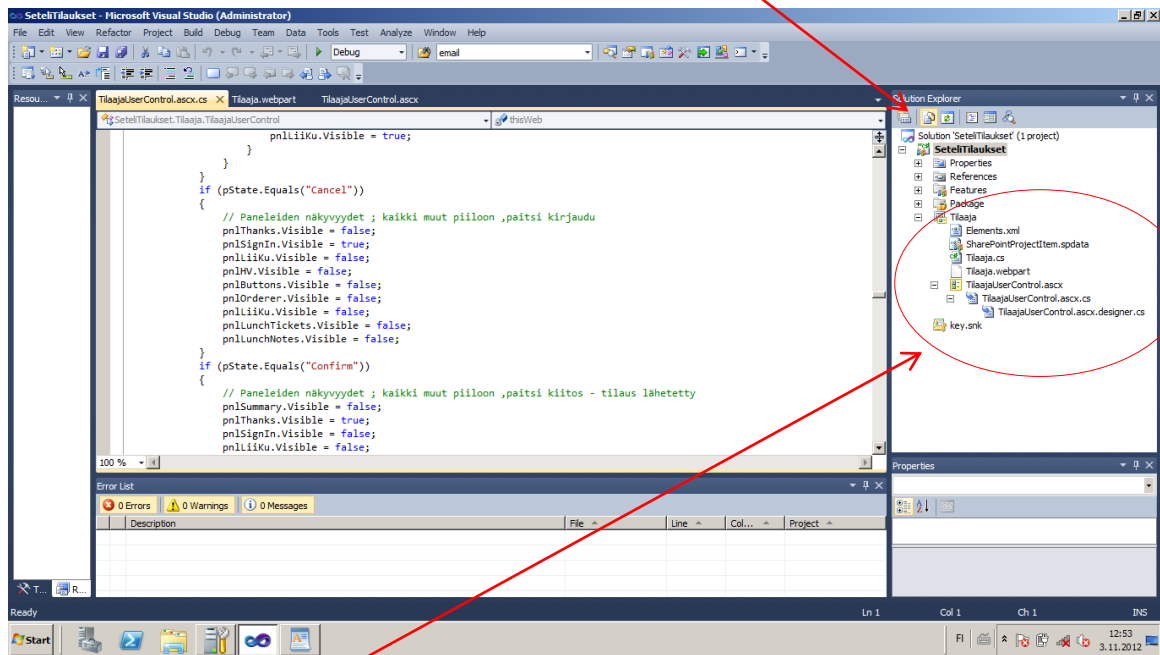 SeteliTilaukset - Microsoft Visual Studio (Administrator)
File Edit View Refactor Project Build Debug Team Data Tools Test Analyze Window Help
Debug email
Resou...
TilaajaUserControl.ascx.cs Tilaaja.webpart TilaajaUserControl.ascx
SeteliTilaukset.Tilaaja.TilaajaUserControl thisWeb
pnlLiiKu.Visible = true;
}
}
}
if (pState.Equals("Cancel"))
{
// Paneleiden näkyvyydet ; kaikki muut piiloon ,paitsi kirjaudu
pnlThanks.Visible = false;
pnlSignIn.Visible = true;
pnlLiiKu.Visible = false;
pnlHV.Visible = false;
pnlButtons.Visible = false;
pnlOrderer.Visible = false;
pnlLiiKu.Visible = false;
pnlLunchTickets.Visible = false;
pnlLunchNotes.Visible = false;
}
if (pState.Equals("Confirm"))
{
// Paneleiden näkyvyydet ; kaikki muut piiloon ,paitsi kiitos - tilaus lähetetty
pnlSummary.Visible = false;
pnlThanks.Visible = true;
pnlSignIn.Visible = false;
pnlLiiKu.Visible = false;
100 %
Solution Explorer
Solution 'SeteliTilaukset' (1 project)
SeteliTilaukset
Properties
References
Features
Package
Tilaaja
Elements.xml
SharePointProjectItem.spdata
Tilaaja.cs
Tilaaja.webpart
TilaajaUserControl.ascx
TilaajaUserControl.ascx.cs
TilaajaUserControl.ascx.designer.cs
key.snk
Properties
Error List
0 Errors 0 Warnings 0 Messages
Description File Line Col... Project
T... R...
Ready Ln 1 Col 1 Ch 1 INS
Start FI 12:53
3.11.2012